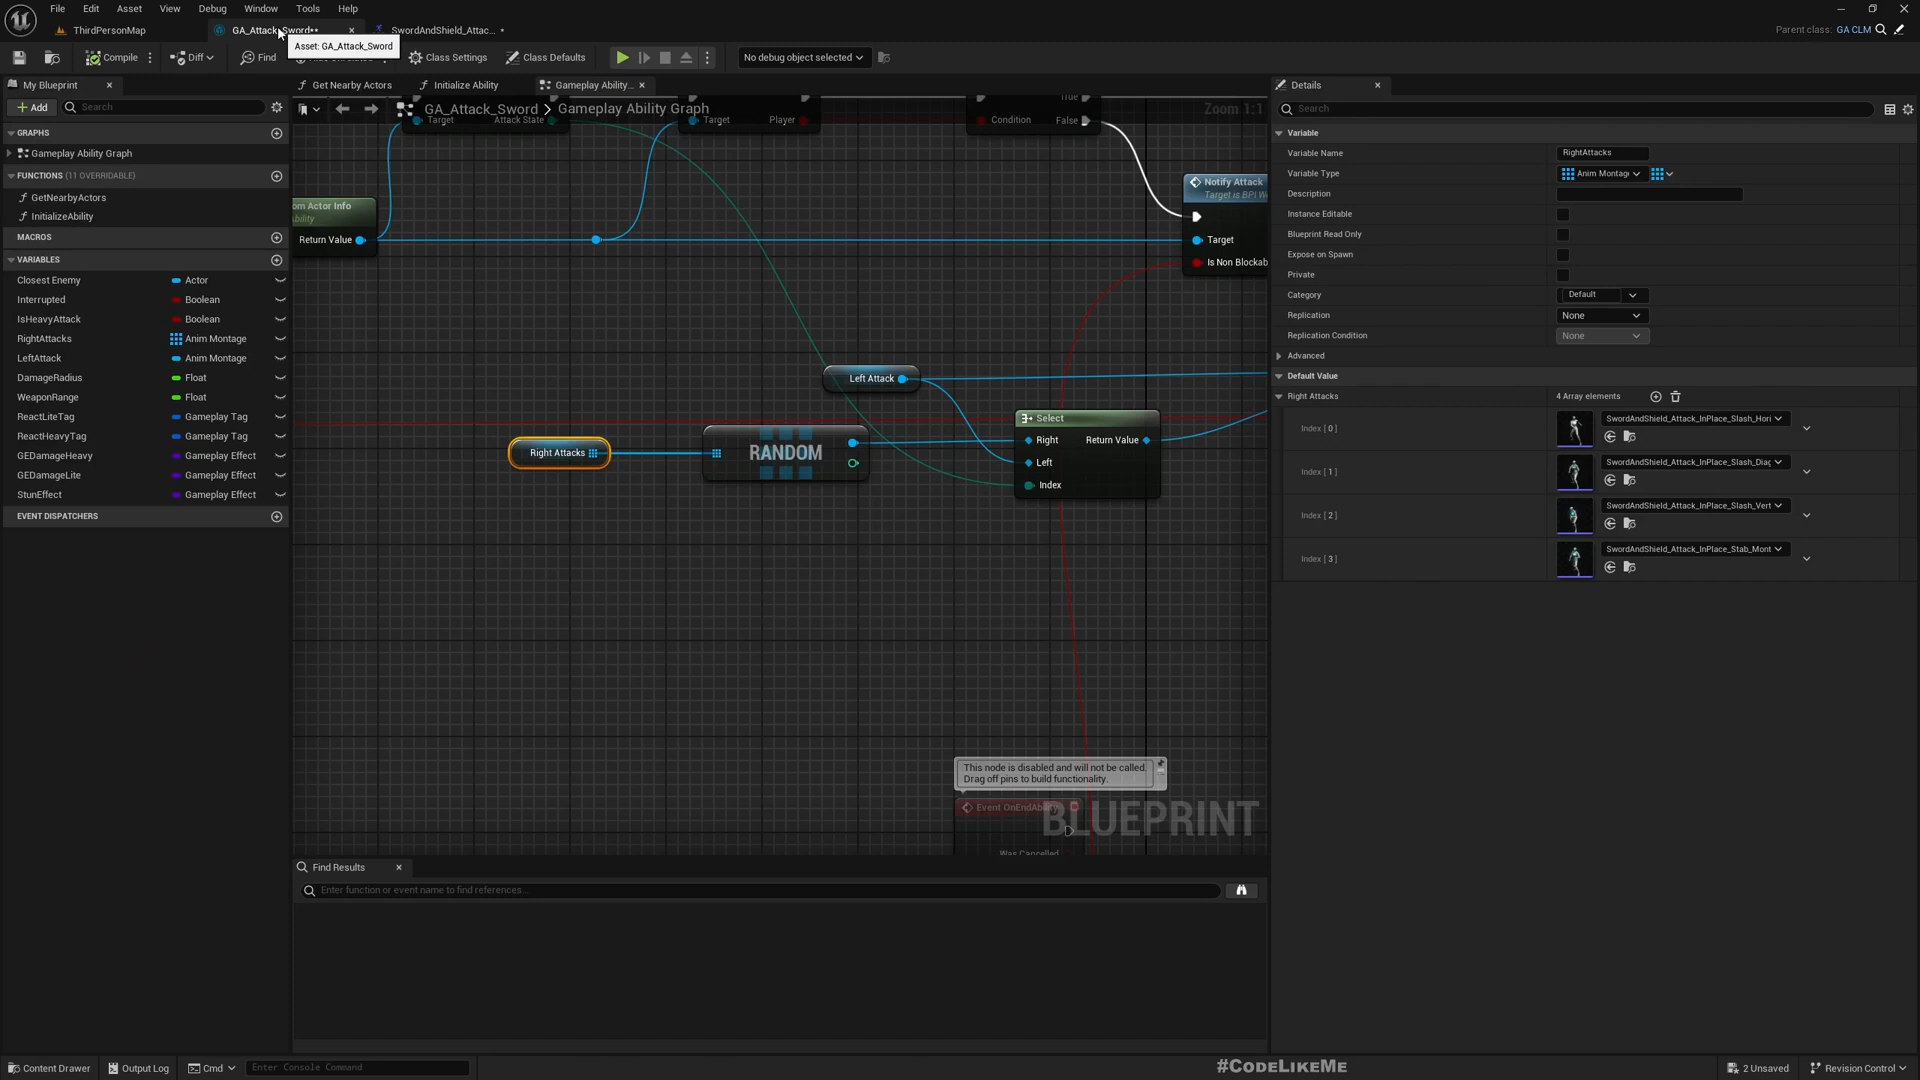 File Edit Asset View Debug Window Tools Help
ThirdPersonMap
GA_Attack_Sword
SwordAndShield_Attac... •
Parent class: GA CLM
Asset: GA_Attack_Sword
Compile
Diff
Find
Class Settings
Class Defaults
No debug object selected
My Blueprint
Get Nearby Actors
Initialize Ability
Gameplay Ability...
Details
Add
Search
GA_Attack_Sword > Gameplay Ability Graph
Zoom 1:1
Search
GRAPHS
Gameplay Ability Graph
FUNCTIONS (11 OVERRIDABLE)
GetNearbyActors
InitializeAbility
MACROS
VARIABLES
Closest Enemy Actor
Interrupted Boolean
IsHeavyAttack Boolean
RightAttacks Anim Montage
LeftAttack Anim Montage
DamageRadius Float
WeaponRange Float
ReactLiteTag Gameplay Tag
ReactHeavyTag Gameplay Tag
GEDamageHeavy Gameplay Effect
GEDamageLite Gameplay Effect
StunEffect Gameplay Effect
EVENT DISPATCHERS
Target Attack State
Target Player
True
Condition False
om Actor Info
bility
Return Value
Notify Attack
Target is BPI W
Target
Is Non Blockab
Left Attack
Right Attacks
RANDOM
Select
Right Return Value
Left
Index
This node is disabled and will not be called.
Drag off pins to build functionality.
Event OnEndAbility
Was Cancelled
BLUEPRINT
Variable
Variable Name RightAttacks
Variable Type Anim Montag
Description
Instance Editable
Blueprint Read Only
Expose on Spawn
Private
Category Default
Replication None
Replication Condition None
Advanced
Default Value
Right Attacks 4 Array elements
Index [ 0 ] SwordAndShield_Attack_InPlace_Slash_Hori
Index [ 1 ] SwordAndShield_Attack_InPlace_Slash_Diag
Index [ 2 ] SwordAndShield_Attack_InPlace_Slash_Vert
Index [ 3 ] SwordAndShield_Attack_InPlace_Stab_Mont
Find Results
Enter function or event name to find references...
Content Drawer
Output Log
Cmd
Enter Console Command
#CODELIKEME
2 Unsaved
Revision Control